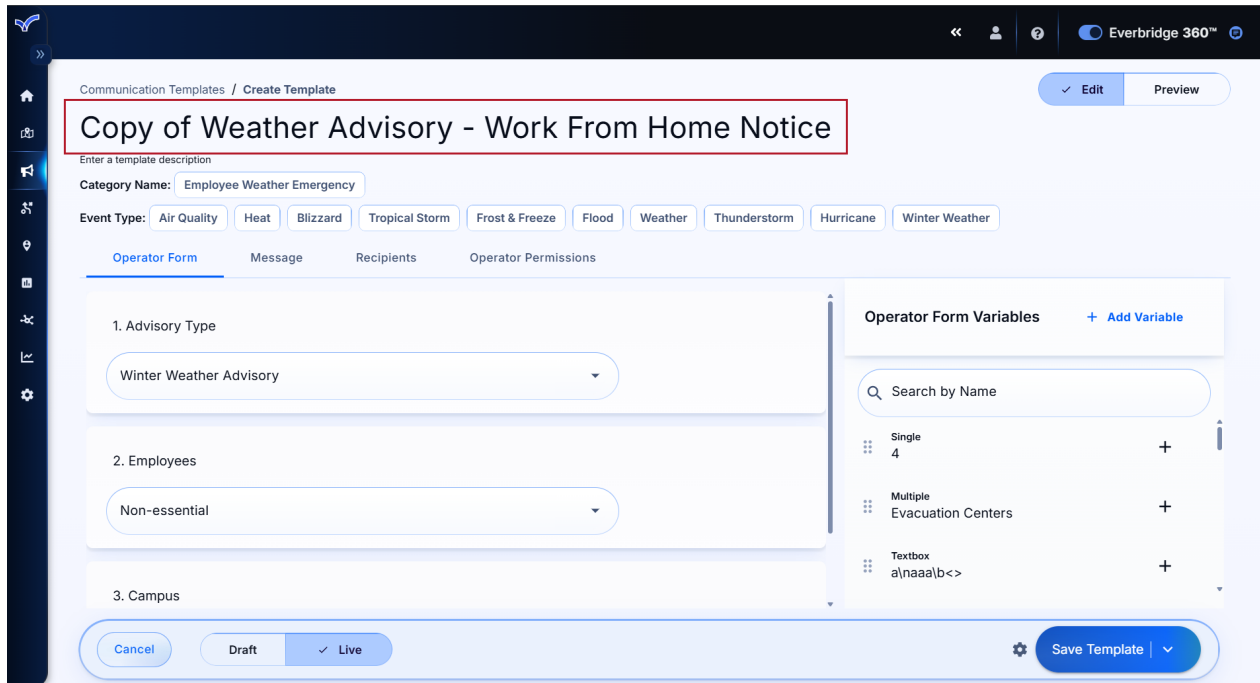 Everbridge 360™
Communication Templates / Create Template
Edit Preview
Copy of Weather Advisory - Work From Home Notice
Enter a template description
Category Name: Employee Weather Emergency
Event Type: Air Quality Heat Blizzard Tropical Storm Frost & Freeze Flood Weather Thunderstorm Hurricane Winter Weather
Operator Form Message Recipients Operator Permissions
1. Advisory Type
Winter Weather Advisory
2. Employees
Non-essential
3. Campus
Operator Form Variables + Add Variable
Search by Name
Single
4
Multiple
Evacuation Centers
Textbox
a\naaa\b<>
Cancel Draft Live Save Template